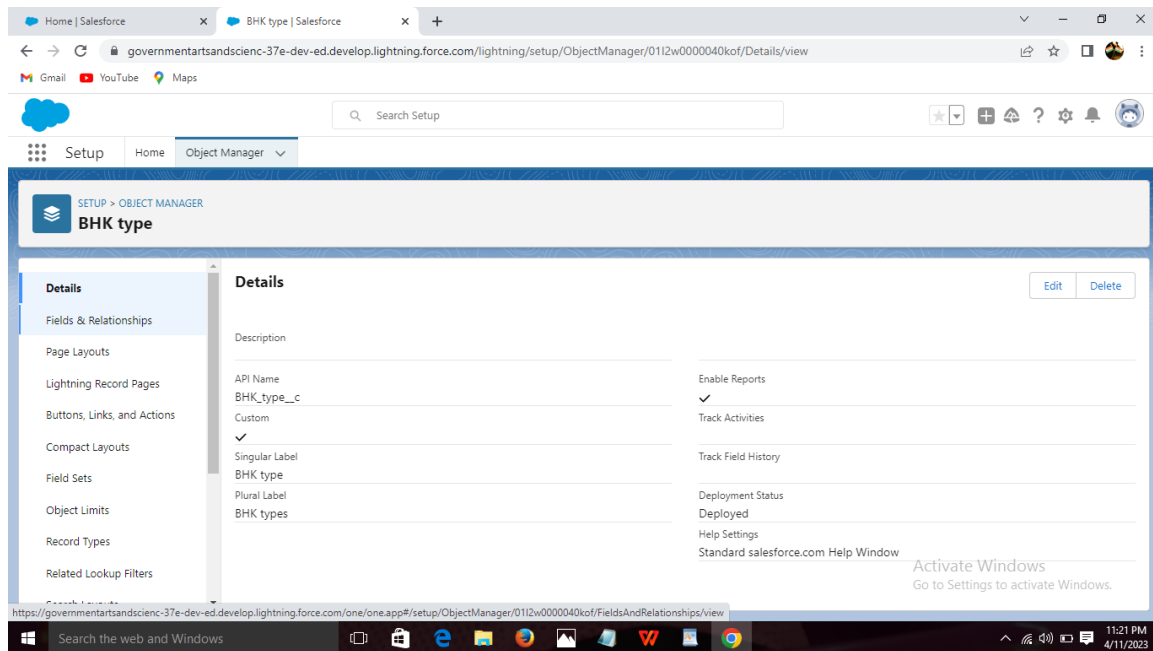 Home | Salesforce
BHK type | Salesforce
governmentartsandscienc-37e-dev-ed.develop.lightning.force.com/lightning/setup/ObjectManager/01I2w0000040kof/Details/view
Gmail YouTube Maps
Search Setup
Setup Home Object Manager
SETUP > OBJECT MANAGER
BHK type
Details
Fields & Relationships
Page Layouts
Lightning Record Pages
Buttons, Links, and Actions
Compact Layouts
Field Sets
Object Limits
Record Types
Related Lookup Filters
Details
Edit Delete
Description
API Name
BHK_type__c
Custom
Singular Label
BHK type
Plural Label
BHK types
Enable Reports
Track Activities
Track Field History
Deployment Status
Deployed
Help Settings
Standard salesforce.com Help Window
Activate Windows
Go to Settings to activate Windows.
https://governmentartsandscienc-37e-dev-ed.develop.lightning.force.com/one/one.app#/setup/ObjectManager/01I2w0000040kof/FieldsAndRelationships/view
Search the web and Windows
11:21 PM
4/11/2023